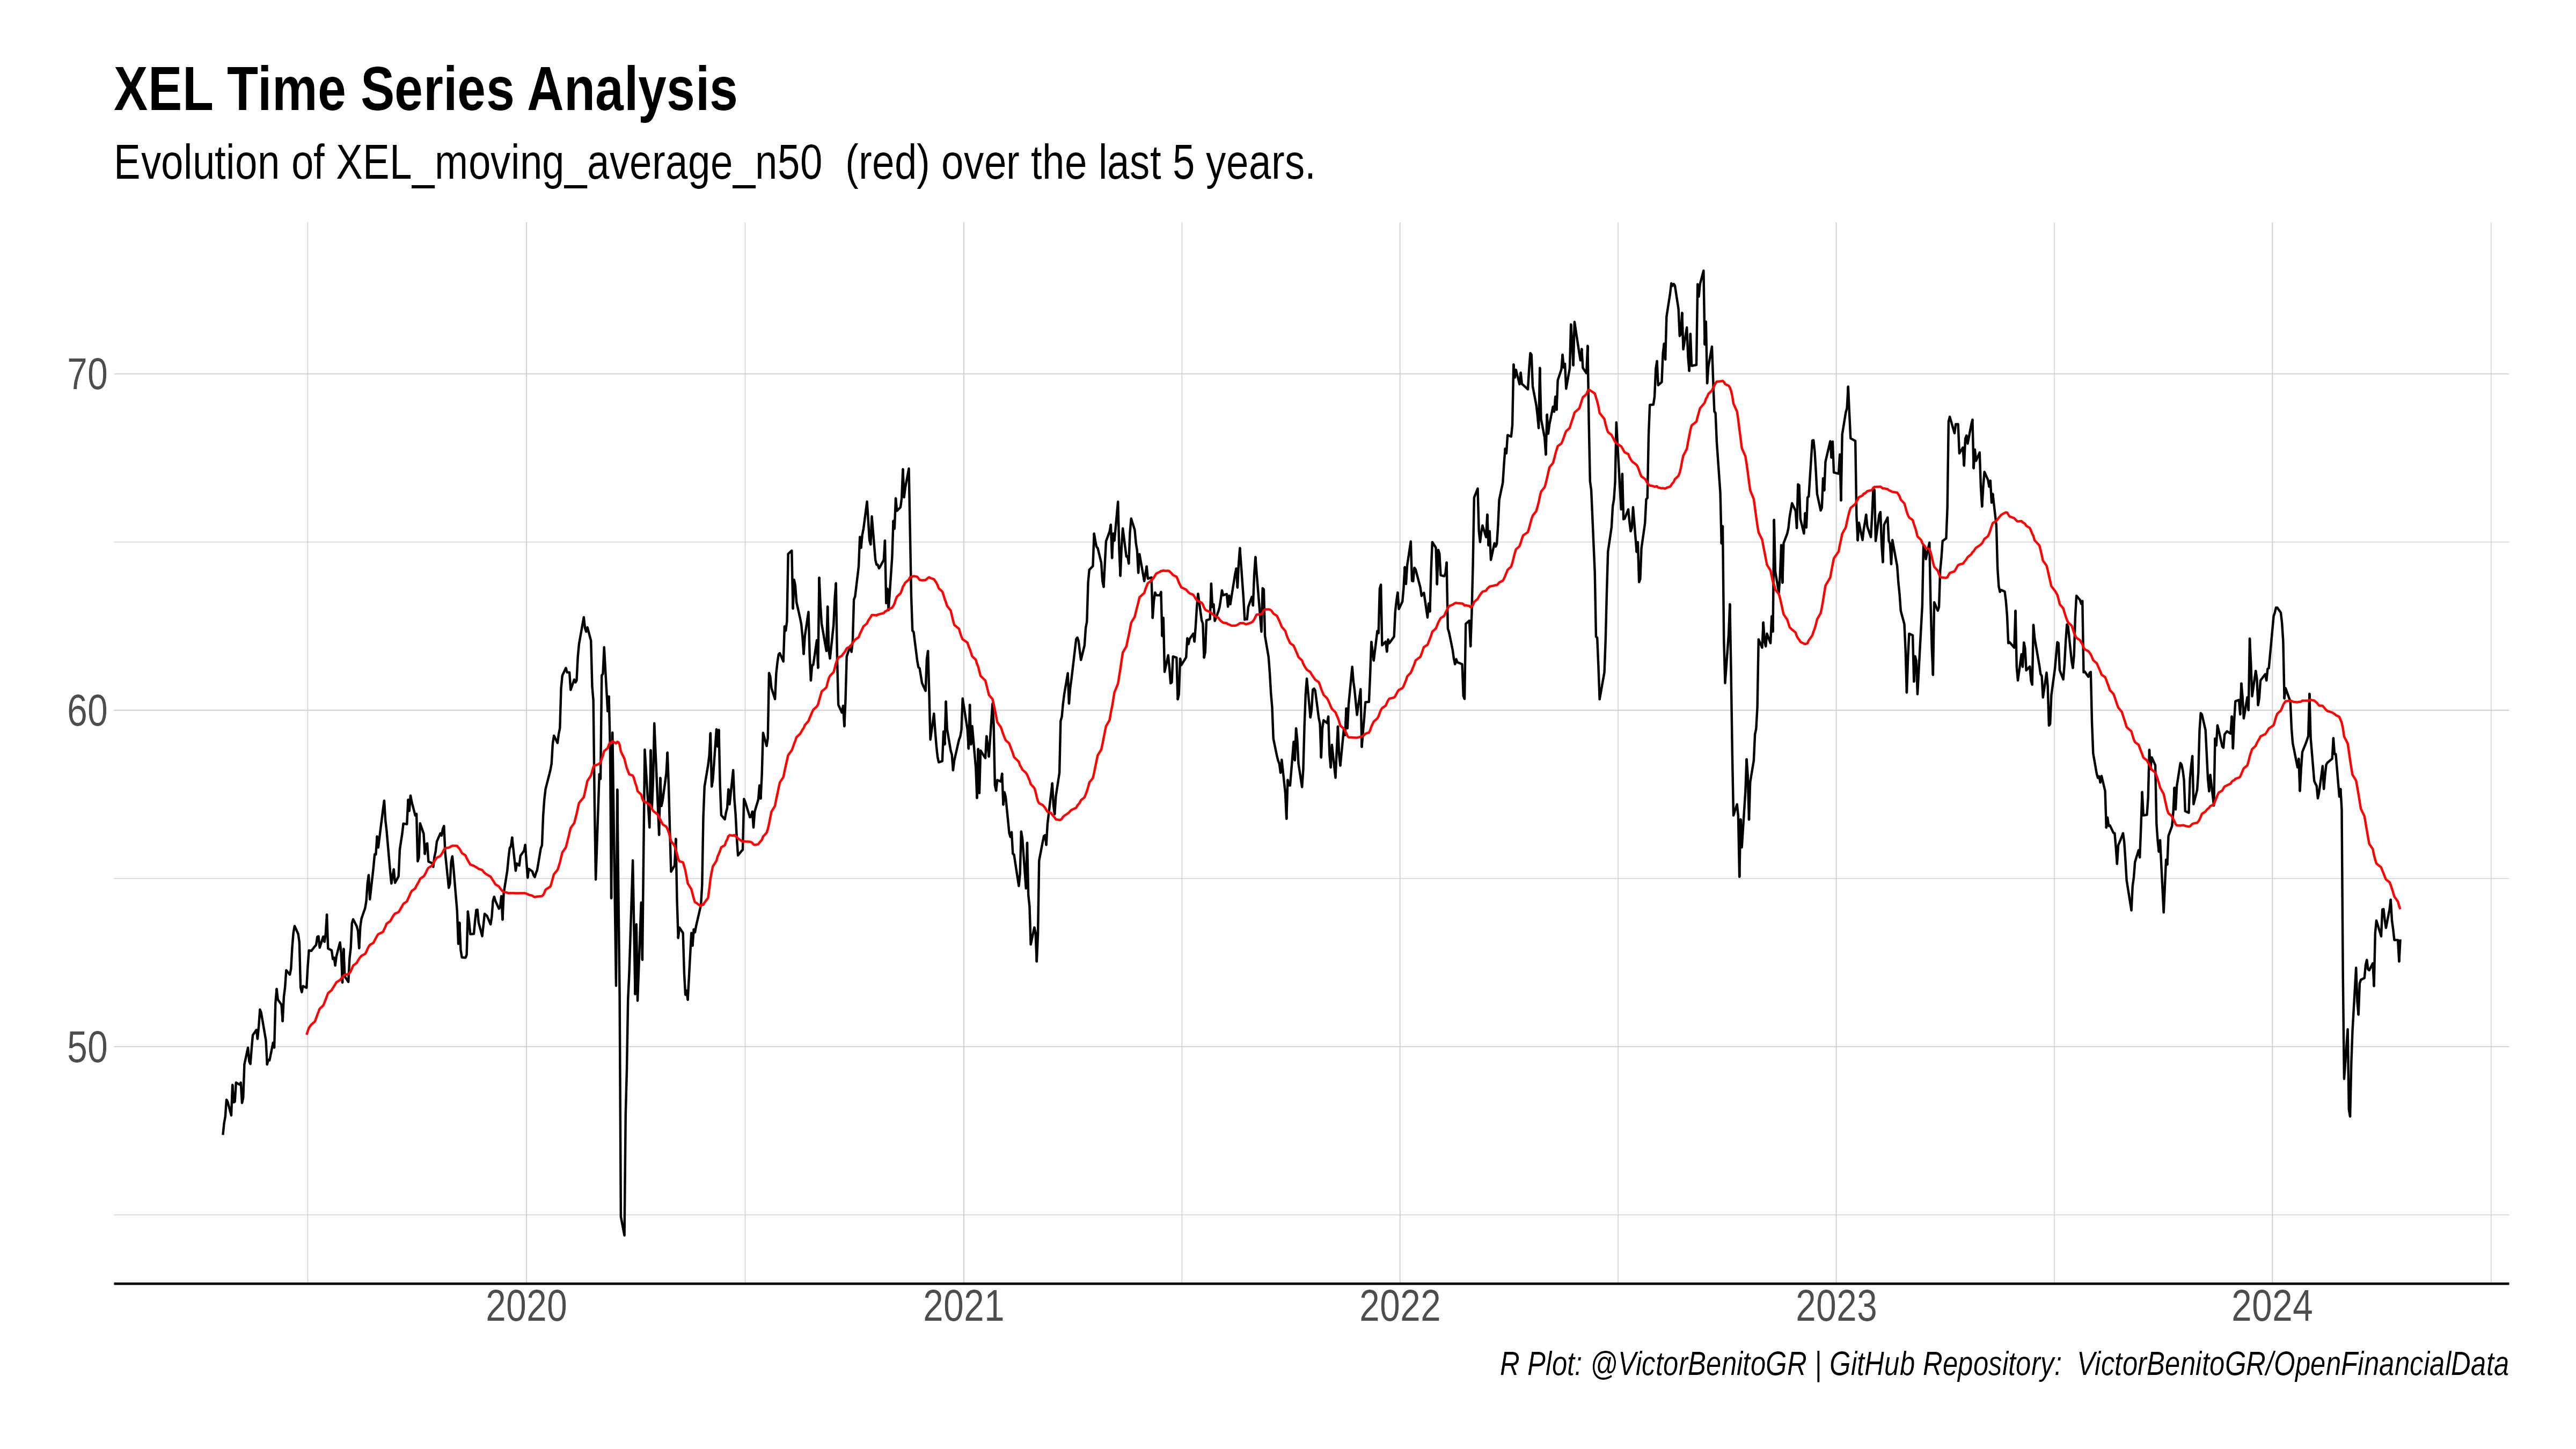 XEL Time Series Analysis
Evolution of XEL_moving_average_n50  (red) over the last 5 years.
70
60
50
2020 2021 2022 2023 2024
R Plot: @VictorBenitoGR | GitHub Repository:  VictorBenitoGR/OpenFinancialData